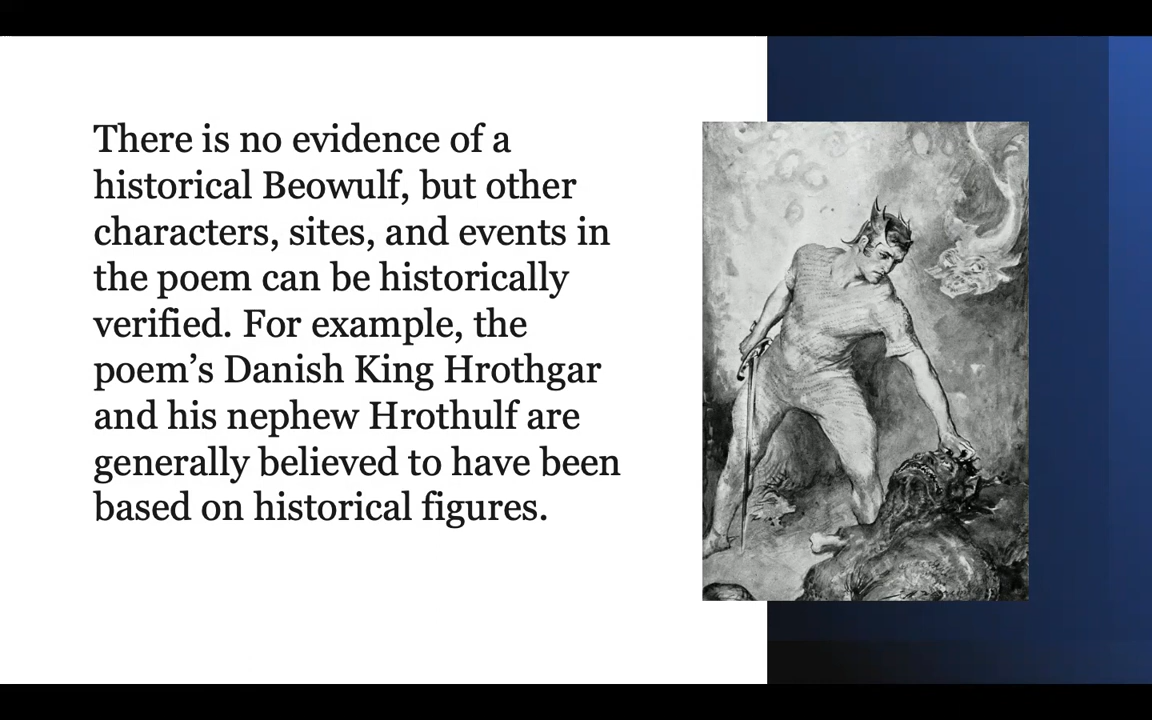 There is no evidence of a
historical Beowulf, but other
characters, sites, and events in
the poem can be historically
verified. For example, the
poem’s Danish King Hrothgar
and his nephew Hrothulf are
generally believed to have been
based on historical figures.